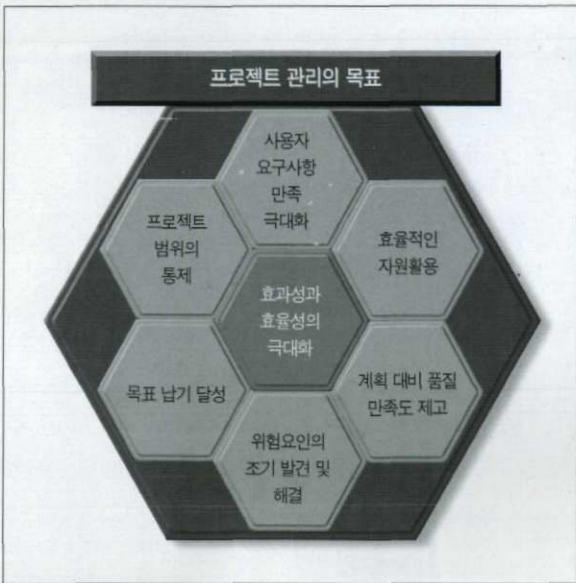 프로젝트 관리의 목표
사용자
요구사항
만족
극대화
프로젝트
범위의
통제
효율적인
자원활용
효과성과
효율성의
극대화
목표 납기 달성
계획 대비 품질
만족도 제고
위험요인의
조기 발견 및
해결